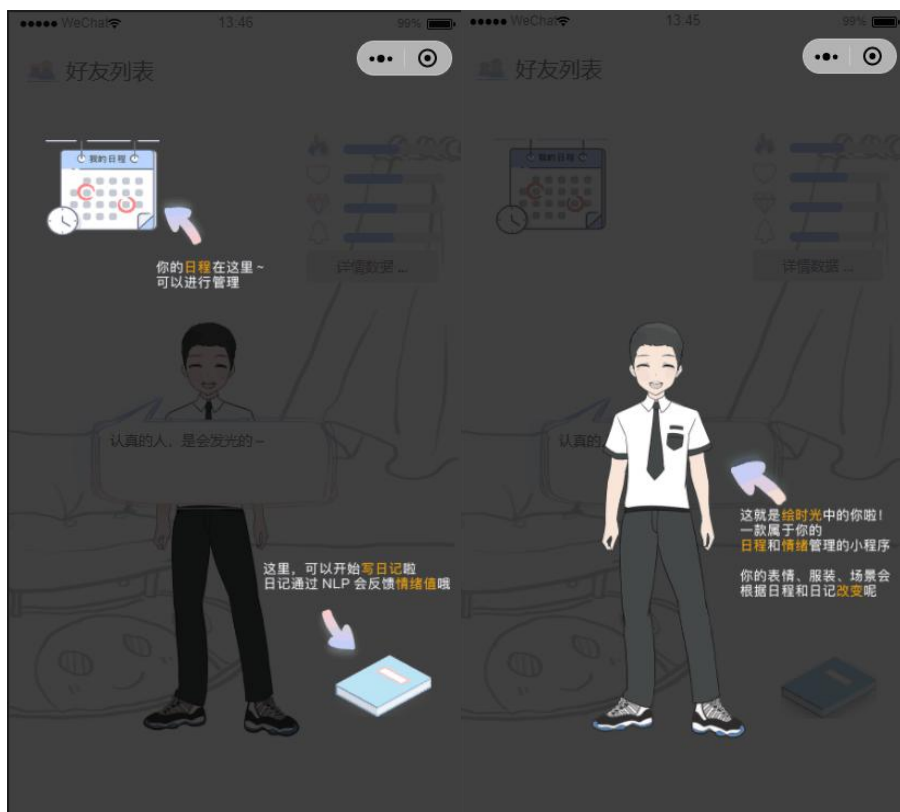 ●●●●● WeChat 13:46 99%
好友列表
我的日程
你的日程在这里~
可以进行管理
详情数据...
认真的人，是会发光的~
这里，可以开始写日记啦
日记通过 NLP 会反馈情绪值哦
●●●●● WeChat 13:45 99%
好友列表
我的日程
详情数据...
认真的
这就是绘时光中的你啦！
一款属于你的
日程和情绪管理的小程序
你的表情、服装、场景会
根据日程和日记改变呢